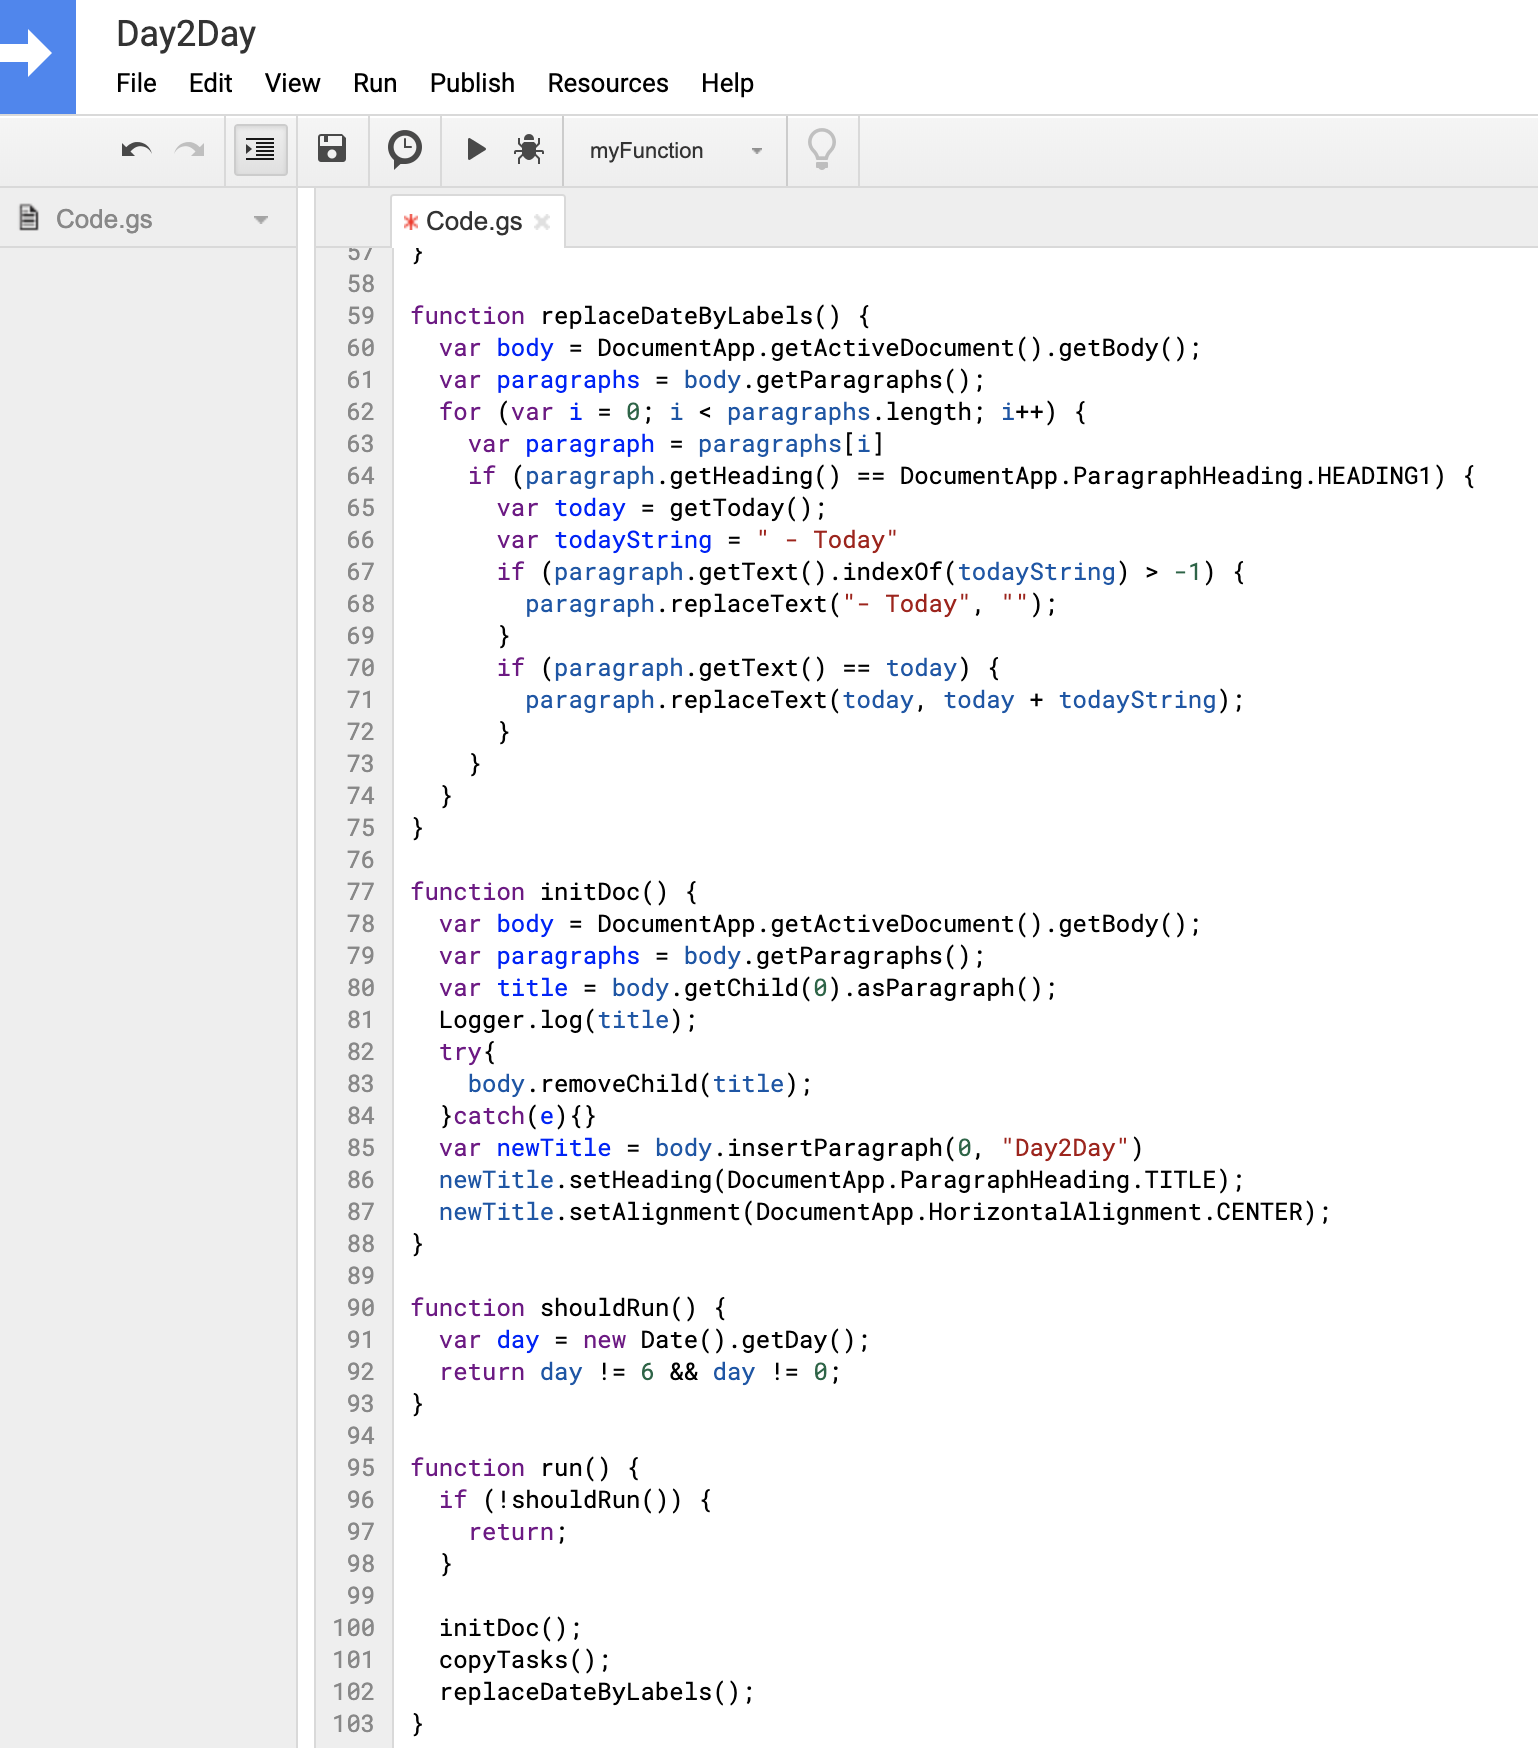 Day2Day
File Edit View Run Publish Resources Help
myFunction
Code.gs
* Code.gs ×
57 }
58
59 function replaceDateByLabels() {
60   var body = DocumentApp.getActiveDocument().getBody();
61   var paragraphs = body.getParagraphs();
62   for (var i = 0; i < paragraphs.length; i++) {
63     var paragraph = paragraphs[i]
64     if (paragraph.getHeading() == DocumentApp.ParagraphHeading.HEADING1) {
65       var today = getToday();
66       var todayString = " - Today"
67       if (paragraph.getText().indexOf(todayString) > -1) {
68         paragraph.replaceText("- Today", "");
69       }
70       if (paragraph.getText() == today) {
71         paragraph.replaceText(today, today + todayString);
72       }
73     }
74   }
75 }
76
77 function initDoc() {
78   var body = DocumentApp.getActiveDocument().getBody();
79   var paragraphs = body.getParagraphs();
80   var title = body.getChild(0).asParagraph();
81   Logger.log(title);
82   try{
83     body.removeChild(title);
84   }catch(e){}
85   var newTitle = body.insertParagraph(0, "Day2Day")
86   newTitle.setHeading(DocumentApp.ParagraphHeading.TITLE);
87   newTitle.setAlignment(DocumentApp.HorizontalAlignment.CENTER);
88 }
89
90 function shouldRun() {
91   var day = new Date().getDay();
92   return day != 6 && day != 0;
93 }
94
95 function run() {
96   if (!shouldRun()) {
97     return;
98   }
99
100   initDoc();
101   copyTasks();
102   replaceDateByLabels();
103 }